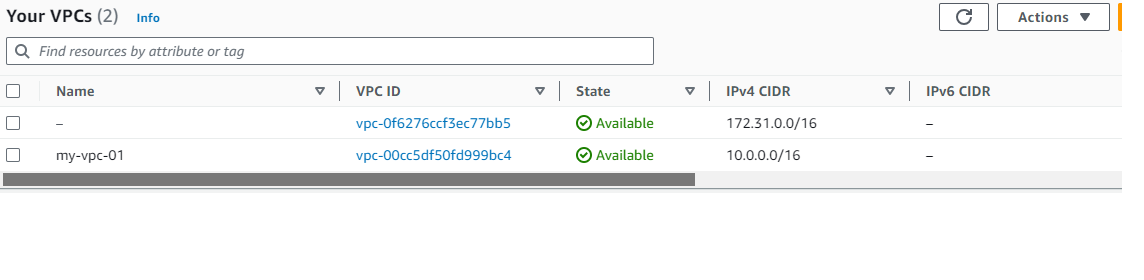 Your VPCs (2) Info
Actions
Find resources by attribute or tag
Name VPC ID State IPv4 CIDR IPv6 CIDR
– vpc-0f6276ccf3ec77bb5 Available 172.31.0.0/16 –
my-vpc-01 vpc-00cc5df50fd999bc4 Available 10.0.0.0/16 –